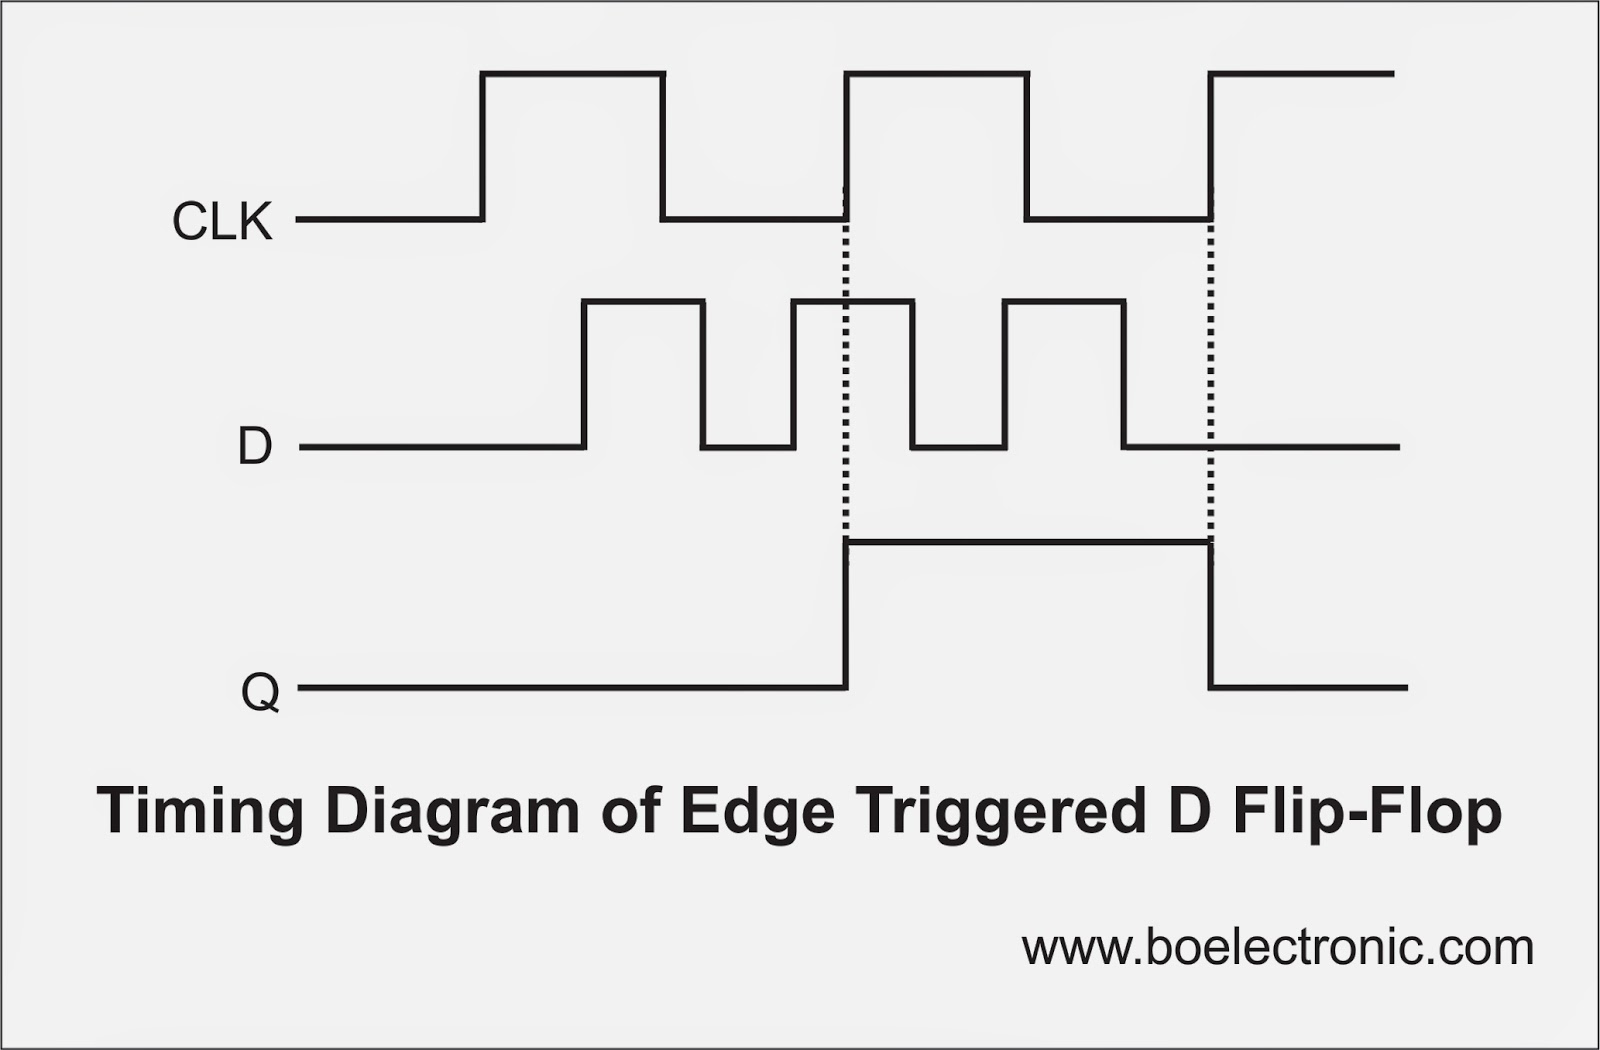 CLK
D
Q
Timing Diagram of Edge Triggered D Flip-Flop
www.boelectronic.com